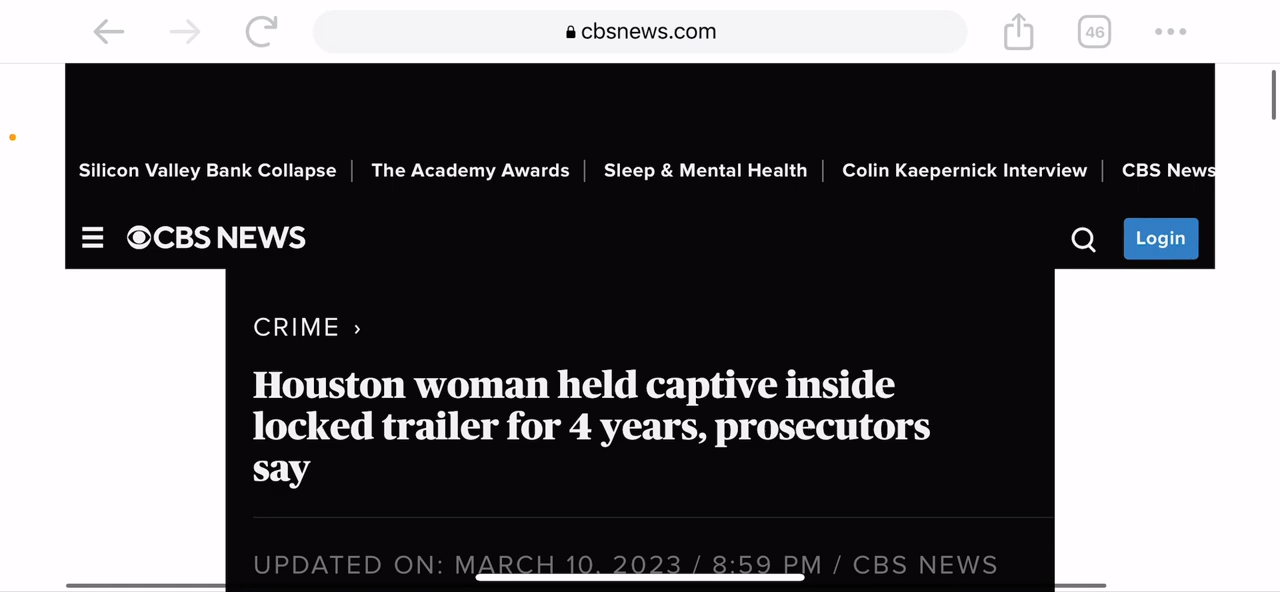 cbsnews.com
46
Silicon Valley Bank Collapse
The Academy Awards
Sleep & Mental Health
Colin Kaepernick Interview
CBS News
CBS NEWS
Login
CRIME ›
Houston woman held captive inside
locked trailer for 4 years, prosecutors
say
UPDATED ON: MARCH 10, 2023 / 8:59 PM / CBS NEWS